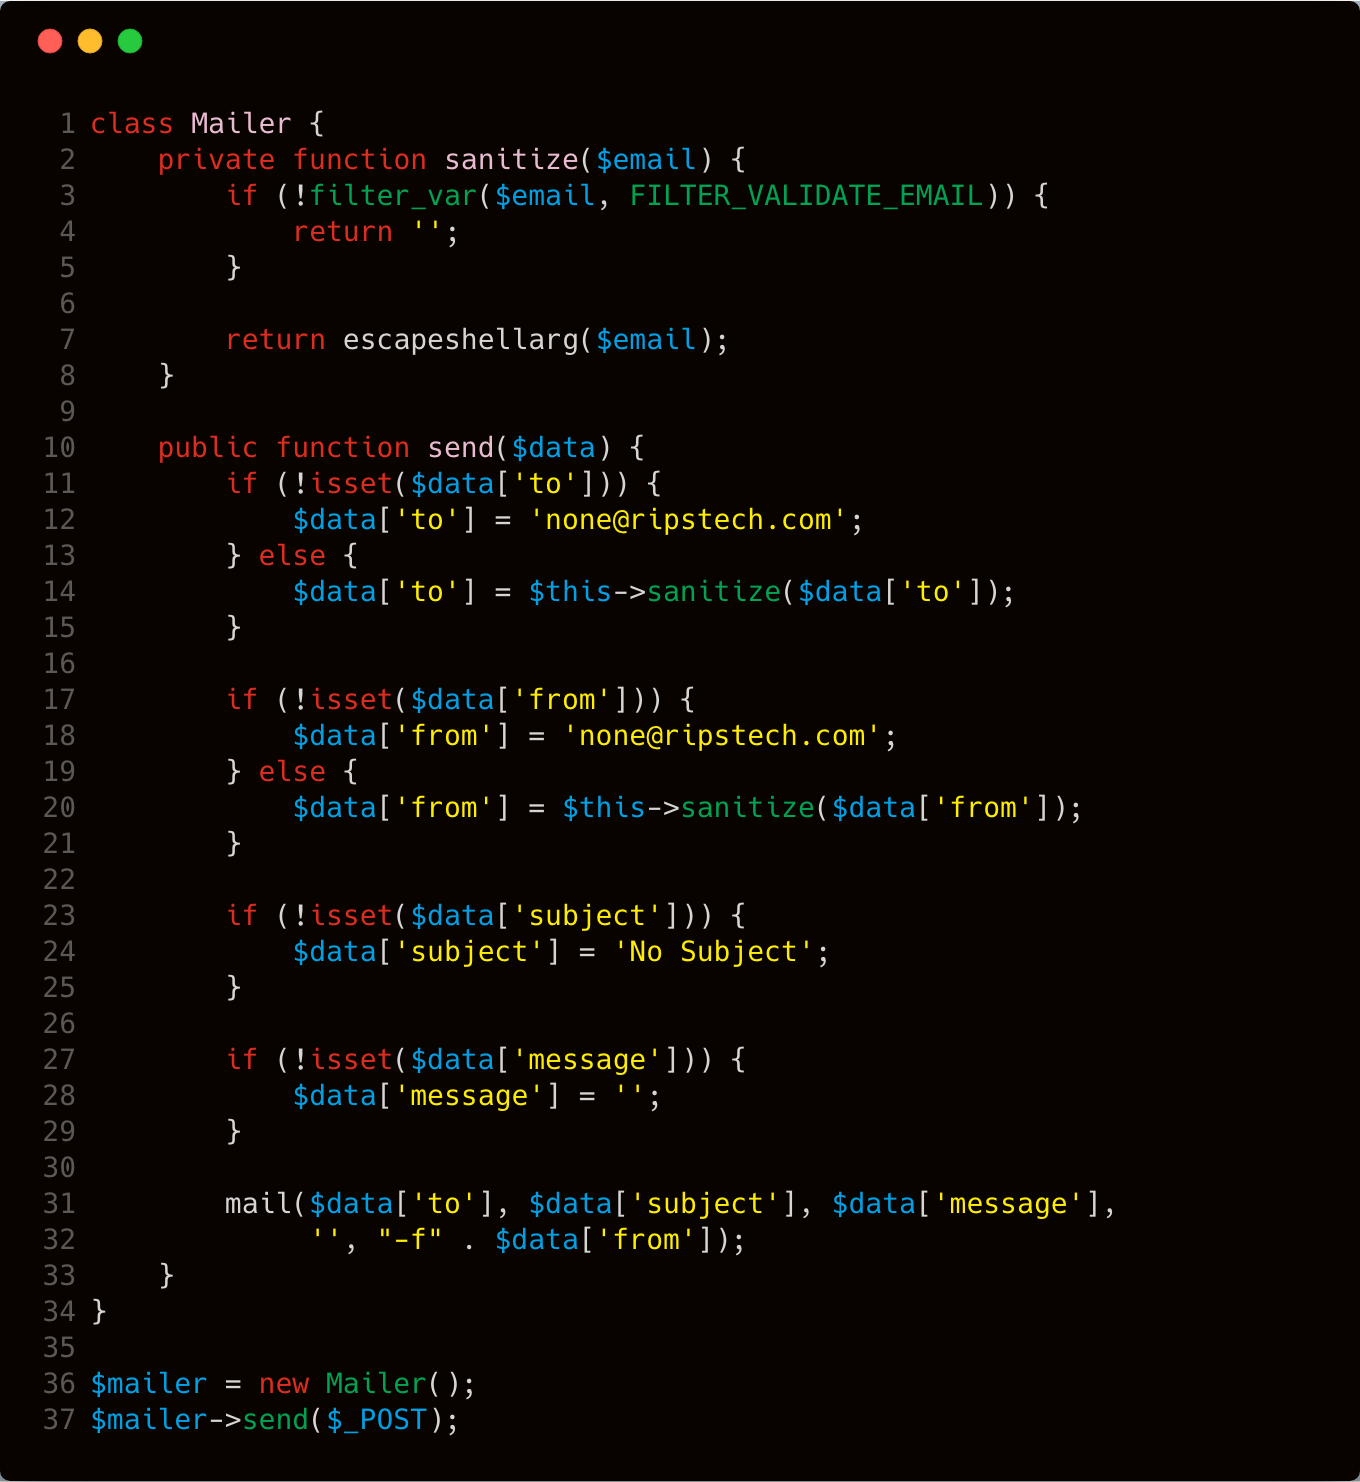 1 class Mailer {
2     private function sanitize($email) {
3         if (!filter_var($email, FILTER_VALIDATE_EMAIL)) {
4             return '';
5         }
6
7         return escapeshellarg($email);
8     }
9
10     public function send($data) {
11         if (!isset($data['to'])) {
12             $data['to'] = 'none@ripstech.com';
13         } else {
14             $data['to'] = $this->sanitize($data['to']);
15         }
16
17         if (!isset($data['from'])) {
18             $data['from'] = 'none@ripstech.com';
19         } else {
20             $data['from'] = $this->sanitize($data['from']);
21         }
22
23         if (!isset($data['subject'])) {
24             $data['subject'] = 'No Subject';
25         }
26
27         if (!isset($data['message'])) {
28             $data['message'] = '';
29         }
30
31         mail($data['to'], $data['subject'], $data['message'],
32              '', "-f" . $data['from']);
33     }
34 }
35
36 $mailer = new Mailer();
37 $mailer->send($_POST);